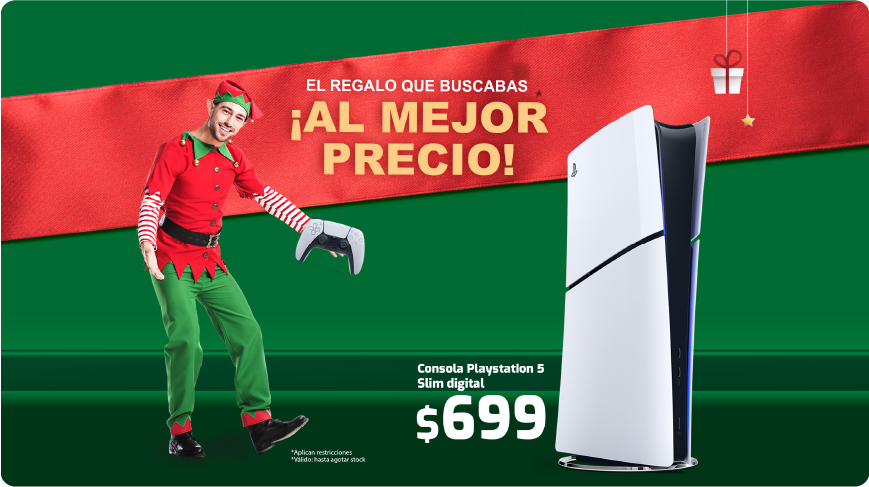 EL REGALO QUE BUSCABAS
¡AL MEJOR
PRECIO!
Consola Playstation 5
Slim digital
$699
*Aplican restricciones
*Válido: hasta agotar stock